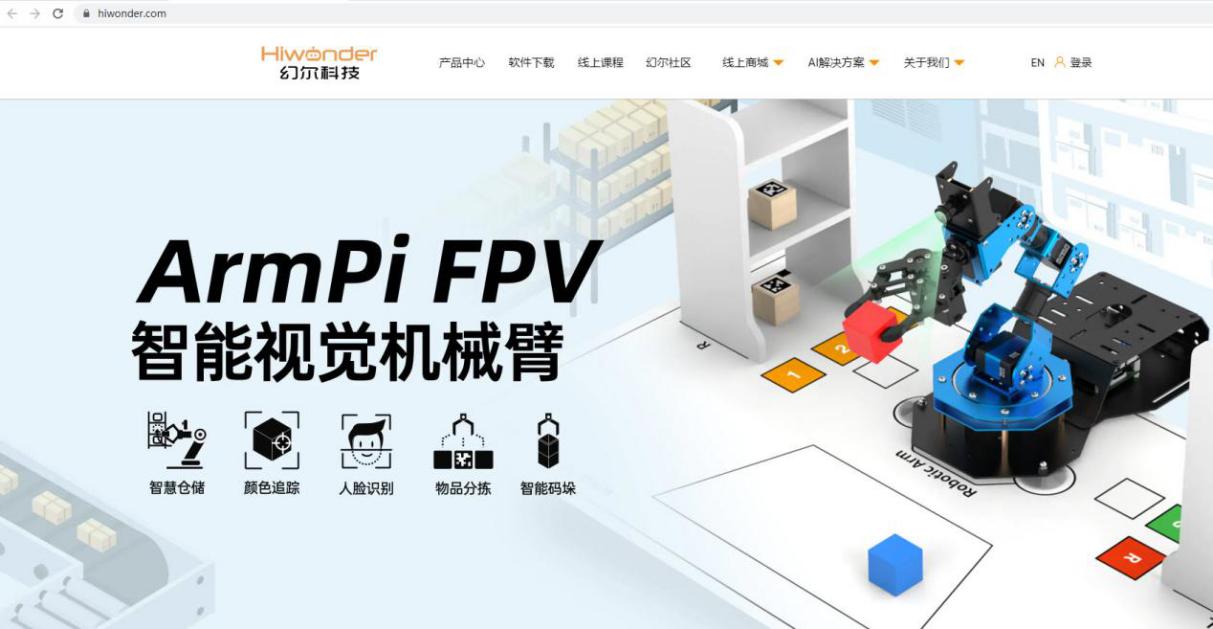 hiwonder.com
Hiwonder
幻尔科技
产品中心 软件下载 线上课程 幻尔社区 线上商城 AI解决方案 关于我们 EN 登录
ArmPi FPV
智能视觉机械臂
智慧仓储 颜色追踪 人脸识别 物品分拣 智能码垛
R
1
2
Robotic Arm
R